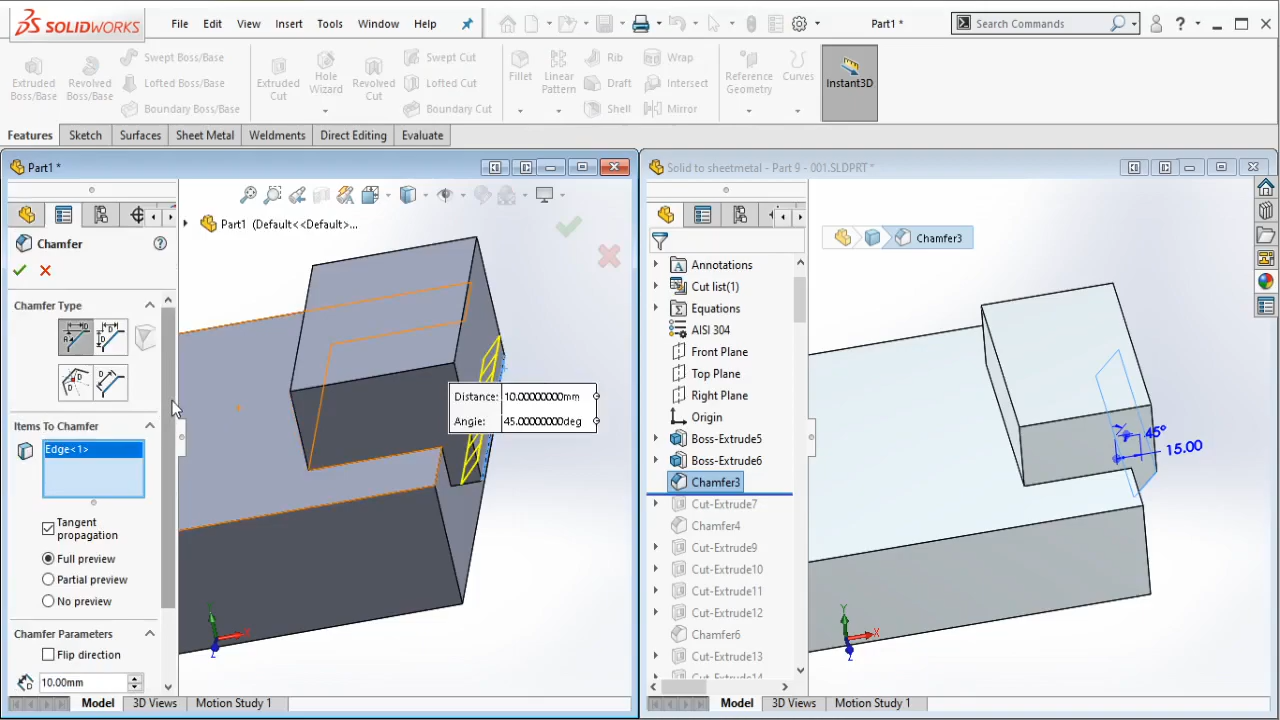 SOLIDWORKS
File Edit View Insert Tools Window Help
Part1 *
Search Commands
?
Extruded Boss/Base
Revolved Boss/Base
Swept Boss/Base
Lofted Boss/Base
Boundary Boss/Base
Extruded Cut
Hole Wizard
Revolved Cut
Swept Cut
Lofted Cut
Boundary Cut
Fillet
Linear Pattern
Rib
Draft
Shell
Wrap
Intersect
Mirror
Reference Geometry
Curves
Instant3D
Features Sketch Surfaces Sheet Metal Weldments Direct Editing Evaluate
Part1 *
Part1 (Default<<Default>...
Chamfer
?
Chamfer Type
Items To Chamfer
Edge<1>
Tangent
propagation
Full preview
Partial preview
No preview
Chamfer Parameters
Flip direction
10.00mm
Distance: 10.00000000mm
Angle: 45.00000000deg
Y
X
Z
Model 3D Views Motion Study 1
Solid to sheetmetal - Part 9 - 001.SLDPRT *
Chamfer3
Annotations
Cut list(1)
Equations
AISI 304
Front Plane
Top Plane
Right Plane
Origin
Boss-Extrude5
Boss-Extrude6
Chamfer3
Cut-Extrude7
Chamfer4
Cut-Extrude9
Cut-Extrude10
Cut-Extrude11
Cut-Extrude12
Chamfer6
Cut-Extrude13
Cut-Extrude14
45°
15.00
Y
X
Z
Model 3D Views Motion Study 1